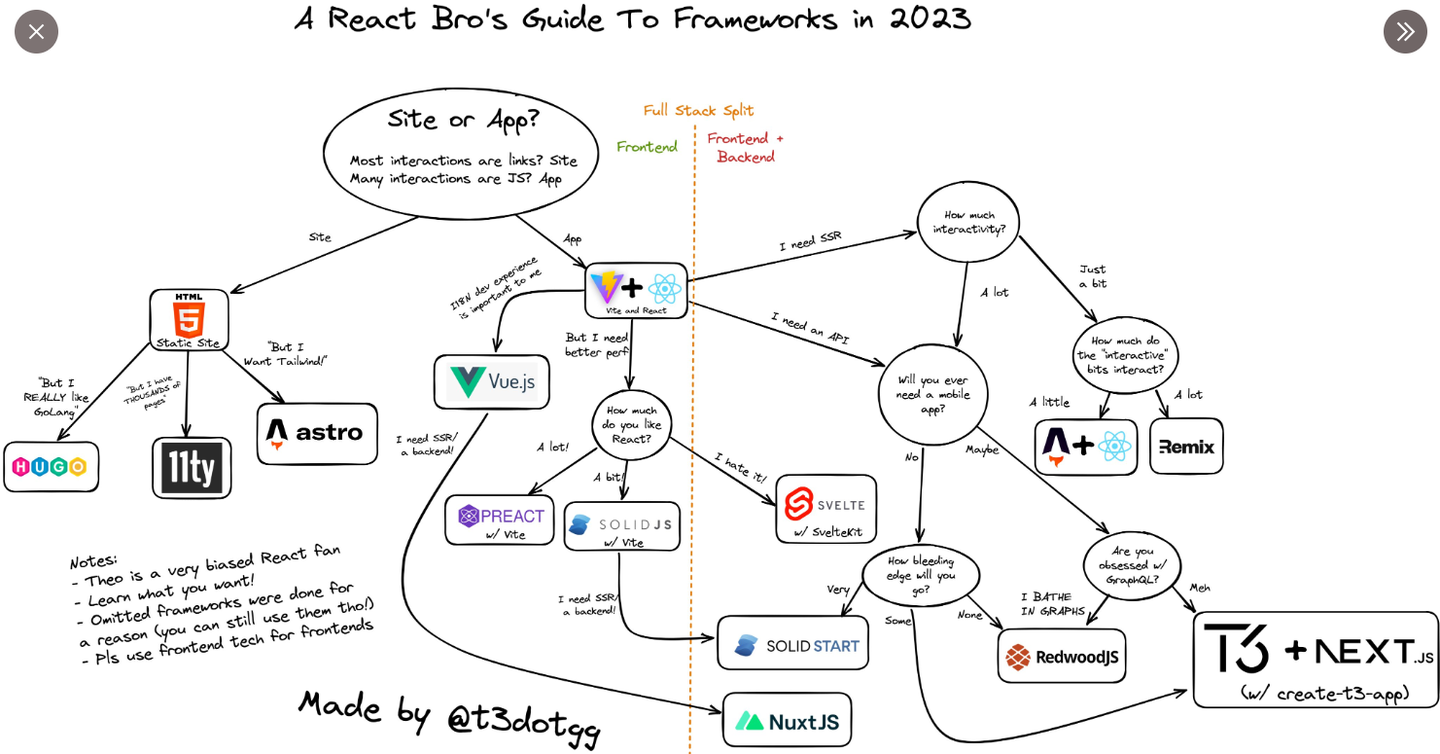 A React Bro's Guide To Frameworks in 2023
Site or App?
Most interactions are links? Site
Many interactions are JS? App
Full Stack Split
Frontend
Frontend +
Backend
Site
App
HTML
5
Static Site
"But I
REALLY like
GoLang"
"But I have
THOUSANDS of
pages"
"But I
Want Tailwind!"
HUGO
11ty
astro
+
Vite and React
I18N dev experience
is important to me
But I need
better perf
Vue.js
I need SSR/
a backend!
How much
do you like
React?
A lot!
A bit!
I hate it!
PREACT
w/ Vite
SOLIDJS
w/ Vite
SVELTE
w/ SvelteKit
I need SSR/
a backend!
I need SSR
I need an API
How much
interactivity?
A lot
Just
a bit
How much do
the "interactive"
bits interact?
A little
A lot
+
Remix
Will you ever
need a mobile
app?
No
Maybe
How bleeding
edge will you
go?
Very
Some
None
Are you
obsessed w/
GraphQL?
I BATHE
IN GRAPHS
Meh
SOLID START
NuxtJS
RedwoodJS
T3 + NEXT.JS
(w/ create-t3-app)
Notes:
- Theo is a very biased React fan
- Learn what you want!
- Omitted frameworks were done for
a reason (you can still use them tho!)
- Pls use frontend tech for frontends
Made by @t3dotgg